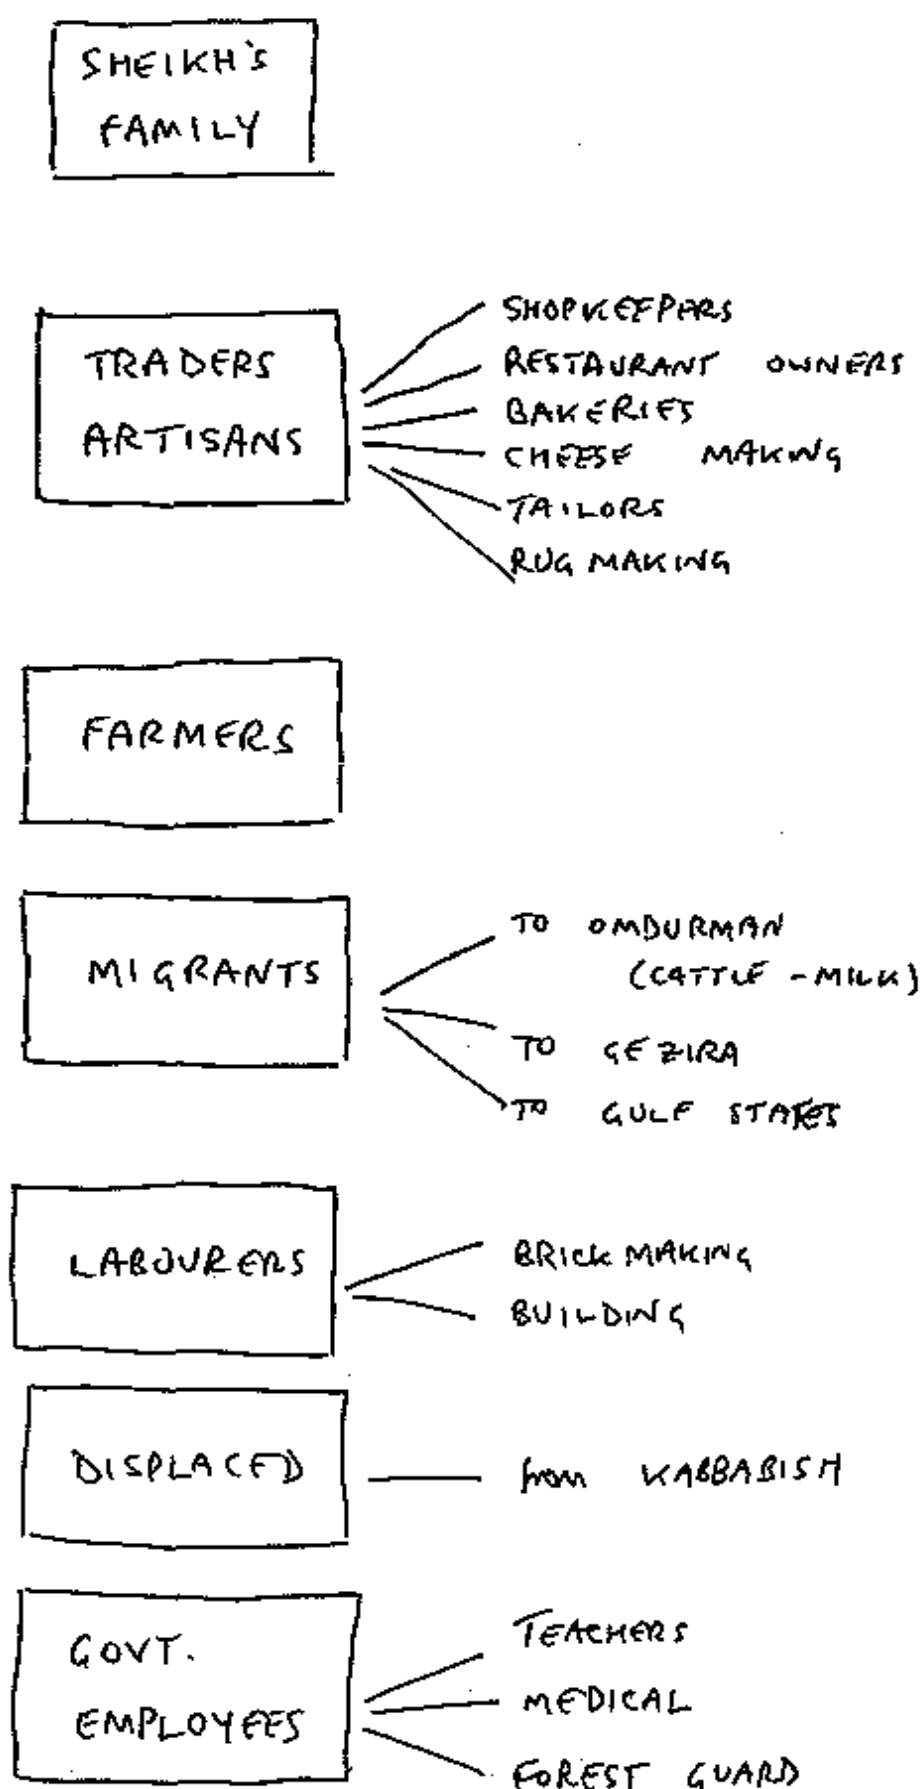 SHEIKH'S
FAMILY
TRADERS
ARTISANS
SHOPKEEPERS
RESTAURANT OWNERS
BAKERIES
CHEESE MAKING
TAILORS
RUG MAKING
FARMERS
MIGRANTS
TO OMDURMAN
(CATTLE - MILK)
TO GEZIRA
TO GULF STATES
LABOURERS
BRICK MAKING
BUILDING
DISPLACED
from KABBABISH
GOVT.
EMPLOYEES
TEACHERS
MEDICAL
FOREST GUARD